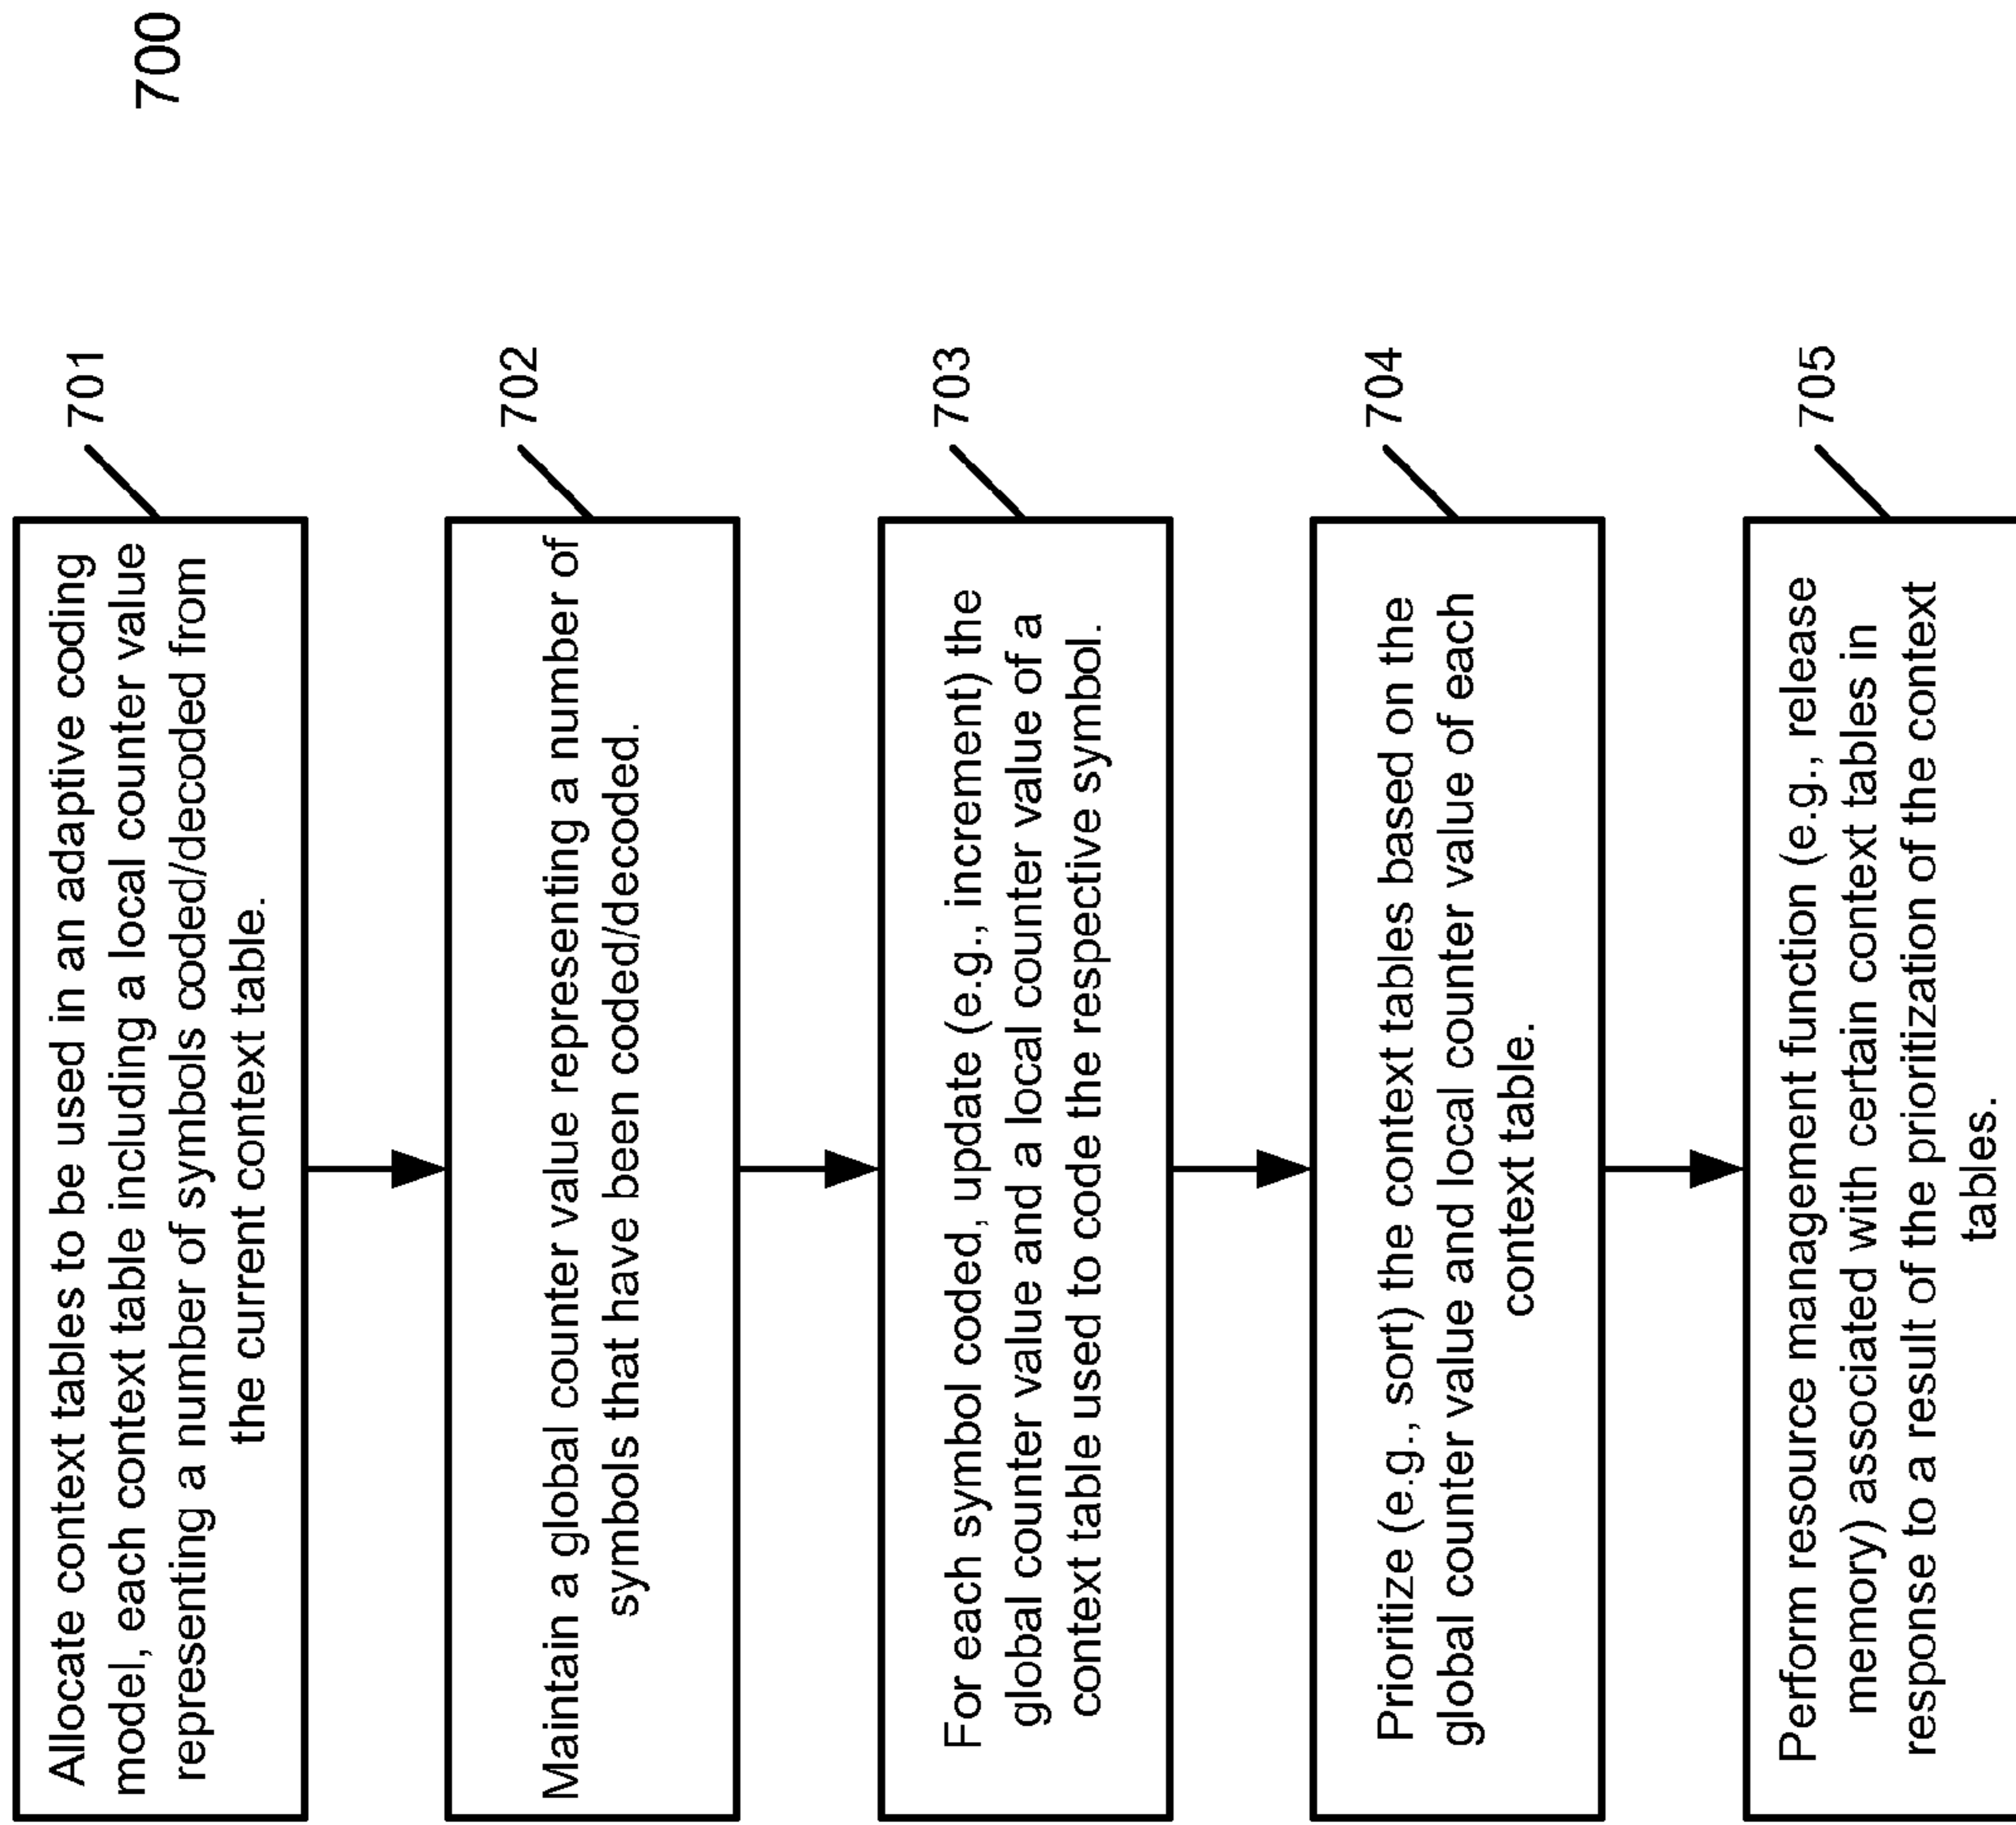 700
701
Allocate context tables to be used in an adaptive coding
model, each context table including a local counter value
representing a number of symbols coded/decoded from
the current context table.
702
Maintain a global counter value representing a number of
symbols that have been coded/decoded.
703
For each symbol coded, update (e.g., increment) the
global counter value and a local counter value of a
context table used to code the respective symbol.
704
Prioritize (e.g., sort) the context tables based on the
global counter value and local counter value of each
context table.
705
Perform resource management function (e.g., release
memory) associated with certain context tables in
response to a result of the prioritization of the context
tables.